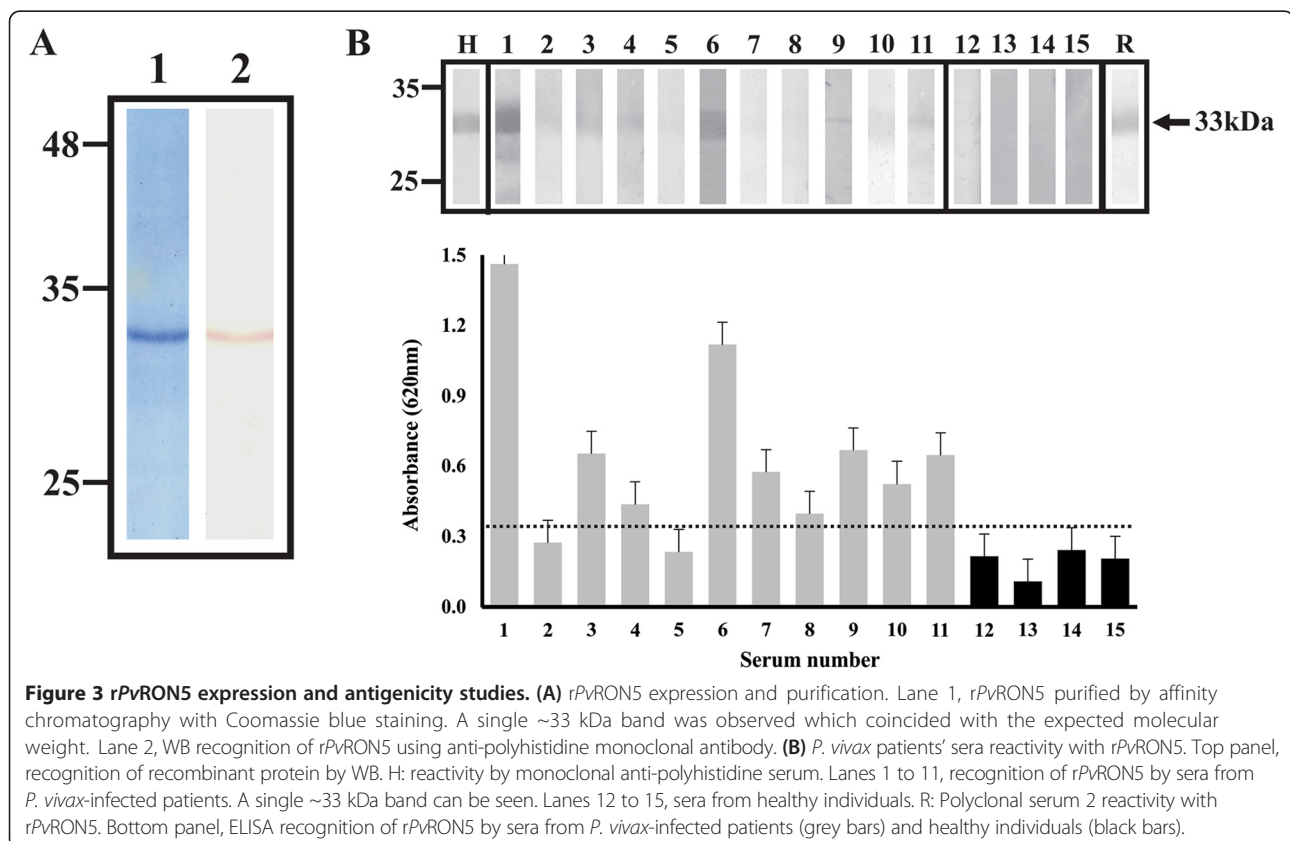 A
B
1 2
48
35
25
H 1 2 3 4 5 6 7 8 9 10 11 12 13 14 15 R
35
25
33kDa
1.5
1.2
0.9
0.6
0.3
0.0
Absorbance (620nm)
1 2 3 4 5 6 7 8 9 10 11 12 13 14 15
Serum number
Figure 3 rPvRON5 expression and antigenicity studies. (A) rPvRON5 expression and purification. Lane 1, rPvRON5 purified by affinity
chromatography with Coomassie blue staining. A single ~33 kDa band was observed which coincided with the expected molecular
weight. Lane 2, WB recognition of rPvRON5 using anti-polyhistidine monoclonal antibody. (B) P. vivax patients' sera reactivity with rPvRON5. Top panel,
recognition of recombinant protein by WB. H: reactivity by monoclonal anti-polyhistidine serum. Lanes 1 to 11, recognition of rPvRON5 by sera from
P. vivax-infected patients. A single ~33 kDa band can be seen. Lanes 12 to 15, sera from healthy individuals. R: Polyclonal serum 2 reactivity with
rPvRON5. Bottom panel, ELISA recognition of rPvRON5 by sera from P. vivax-infected patients (grey bars) and healthy individuals (black bars).